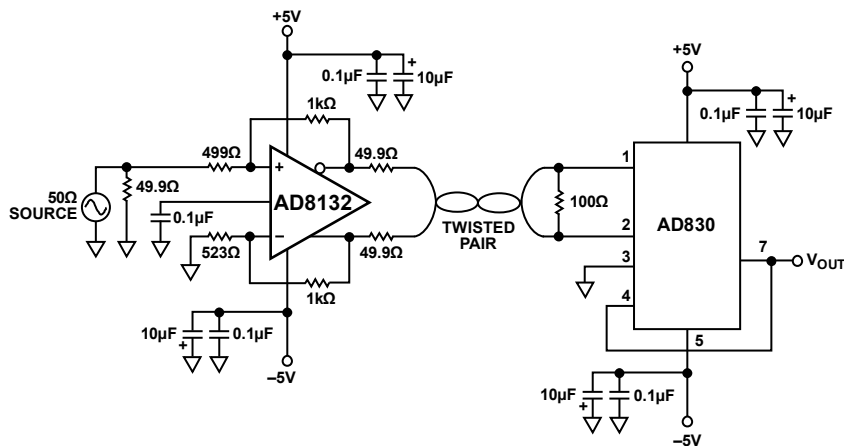 +5V
0.1µF
10µF
+
1kΩ
499Ω
49.9Ω
50Ω
SOURCE
49.9Ω
+
AD8132
–
0.1µF
523Ω
49.9Ω
1kΩ
10µF
+
0.1µF
–5V
TWISTED
PAIR
100Ω
+5V
0.1µF
10µF
+
1
2
3
4
5
7
AD830
VOUT
10µF
+
0.1µF
–5V